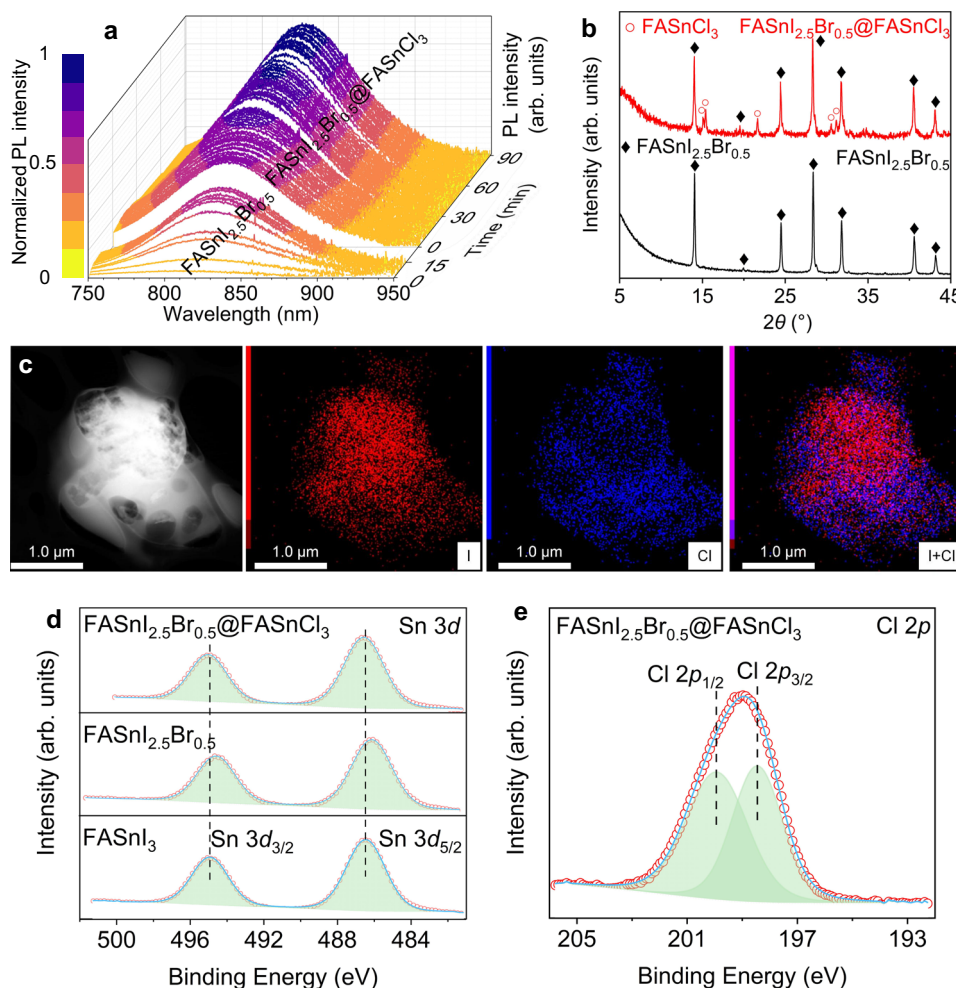 a
1
0.5
0
Normalized PL intensity
FASnI2.5Br0.5
FASnI2.5Br0.5@FASnCl3
PL intensity
(arb. units)
90
60
30
0
15
0
Time (min)
750 800 850 900 950
Wavelength (nm)
b
FASnCl3 FASnI2.5Br0.5@FASnCl3
FASnI2.5Br0.5
FASnI2.5Br0.5
Intensity (arb. units)
5 15 25 35 45
2θ (°)
c
1.0 µm
1.0 µm I
1.0 µm Cl
1.0 µm I+Cl
d
FASnI2.5Br0.5@FASnCl3 Sn 3d
FASnI2.5Br0.5
FASnI3 Sn 3d3/2 Sn 3d5/2
Intensity (arb. units)
500 496 492 488 484
Binding Energy (eV)
e
FASnI2.5Br0.5@FASnCl3 Cl 2p
Cl 2p1/2 Cl 2p3/2
Intensity (arb. units)
205 201 197 193
Binding Energy (eV)